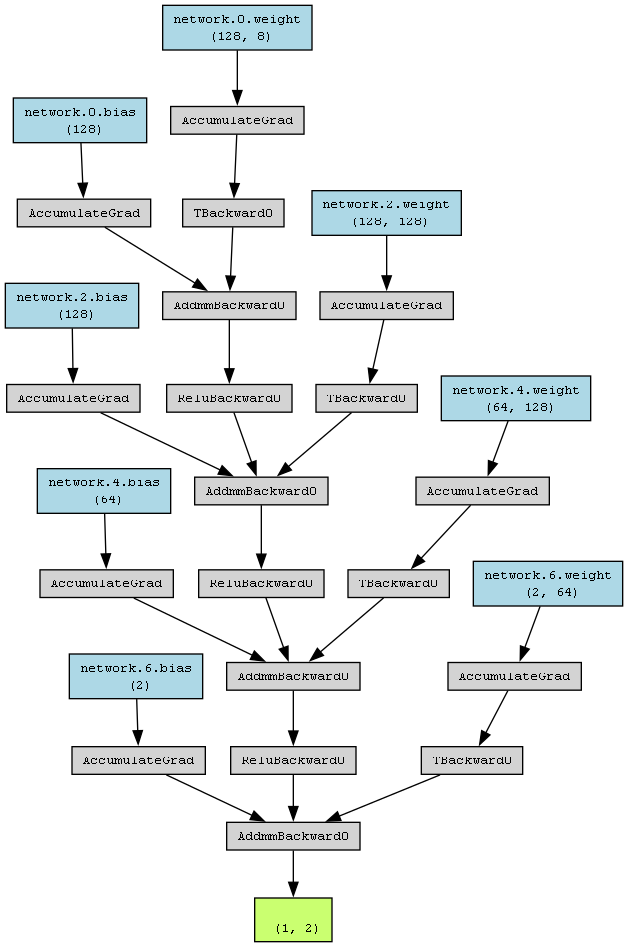 network.0.weight
(128, 8)
AccumulateGrad
network.0.bias
(128)
AccumulateGrad
TBackward0
network.2.weight
(128, 128)
network.2.bias
(128)
AddmmBackward0
AccumulateGrad
AccumulateGrad
ReluBackward0
TBackward0
network.4.weight
(64, 128)
network.4.bias
(64)
AddmmBackward0
AccumulateGrad
AccumulateGrad
ReluBackward0
TBackward0
network.6.weight
(2, 64)
network.6.bias
(2)
AddmmBackward0
AccumulateGrad
AccumulateGrad
ReluBackward0
TBackward0
AddmmBackward0
(1, 2)